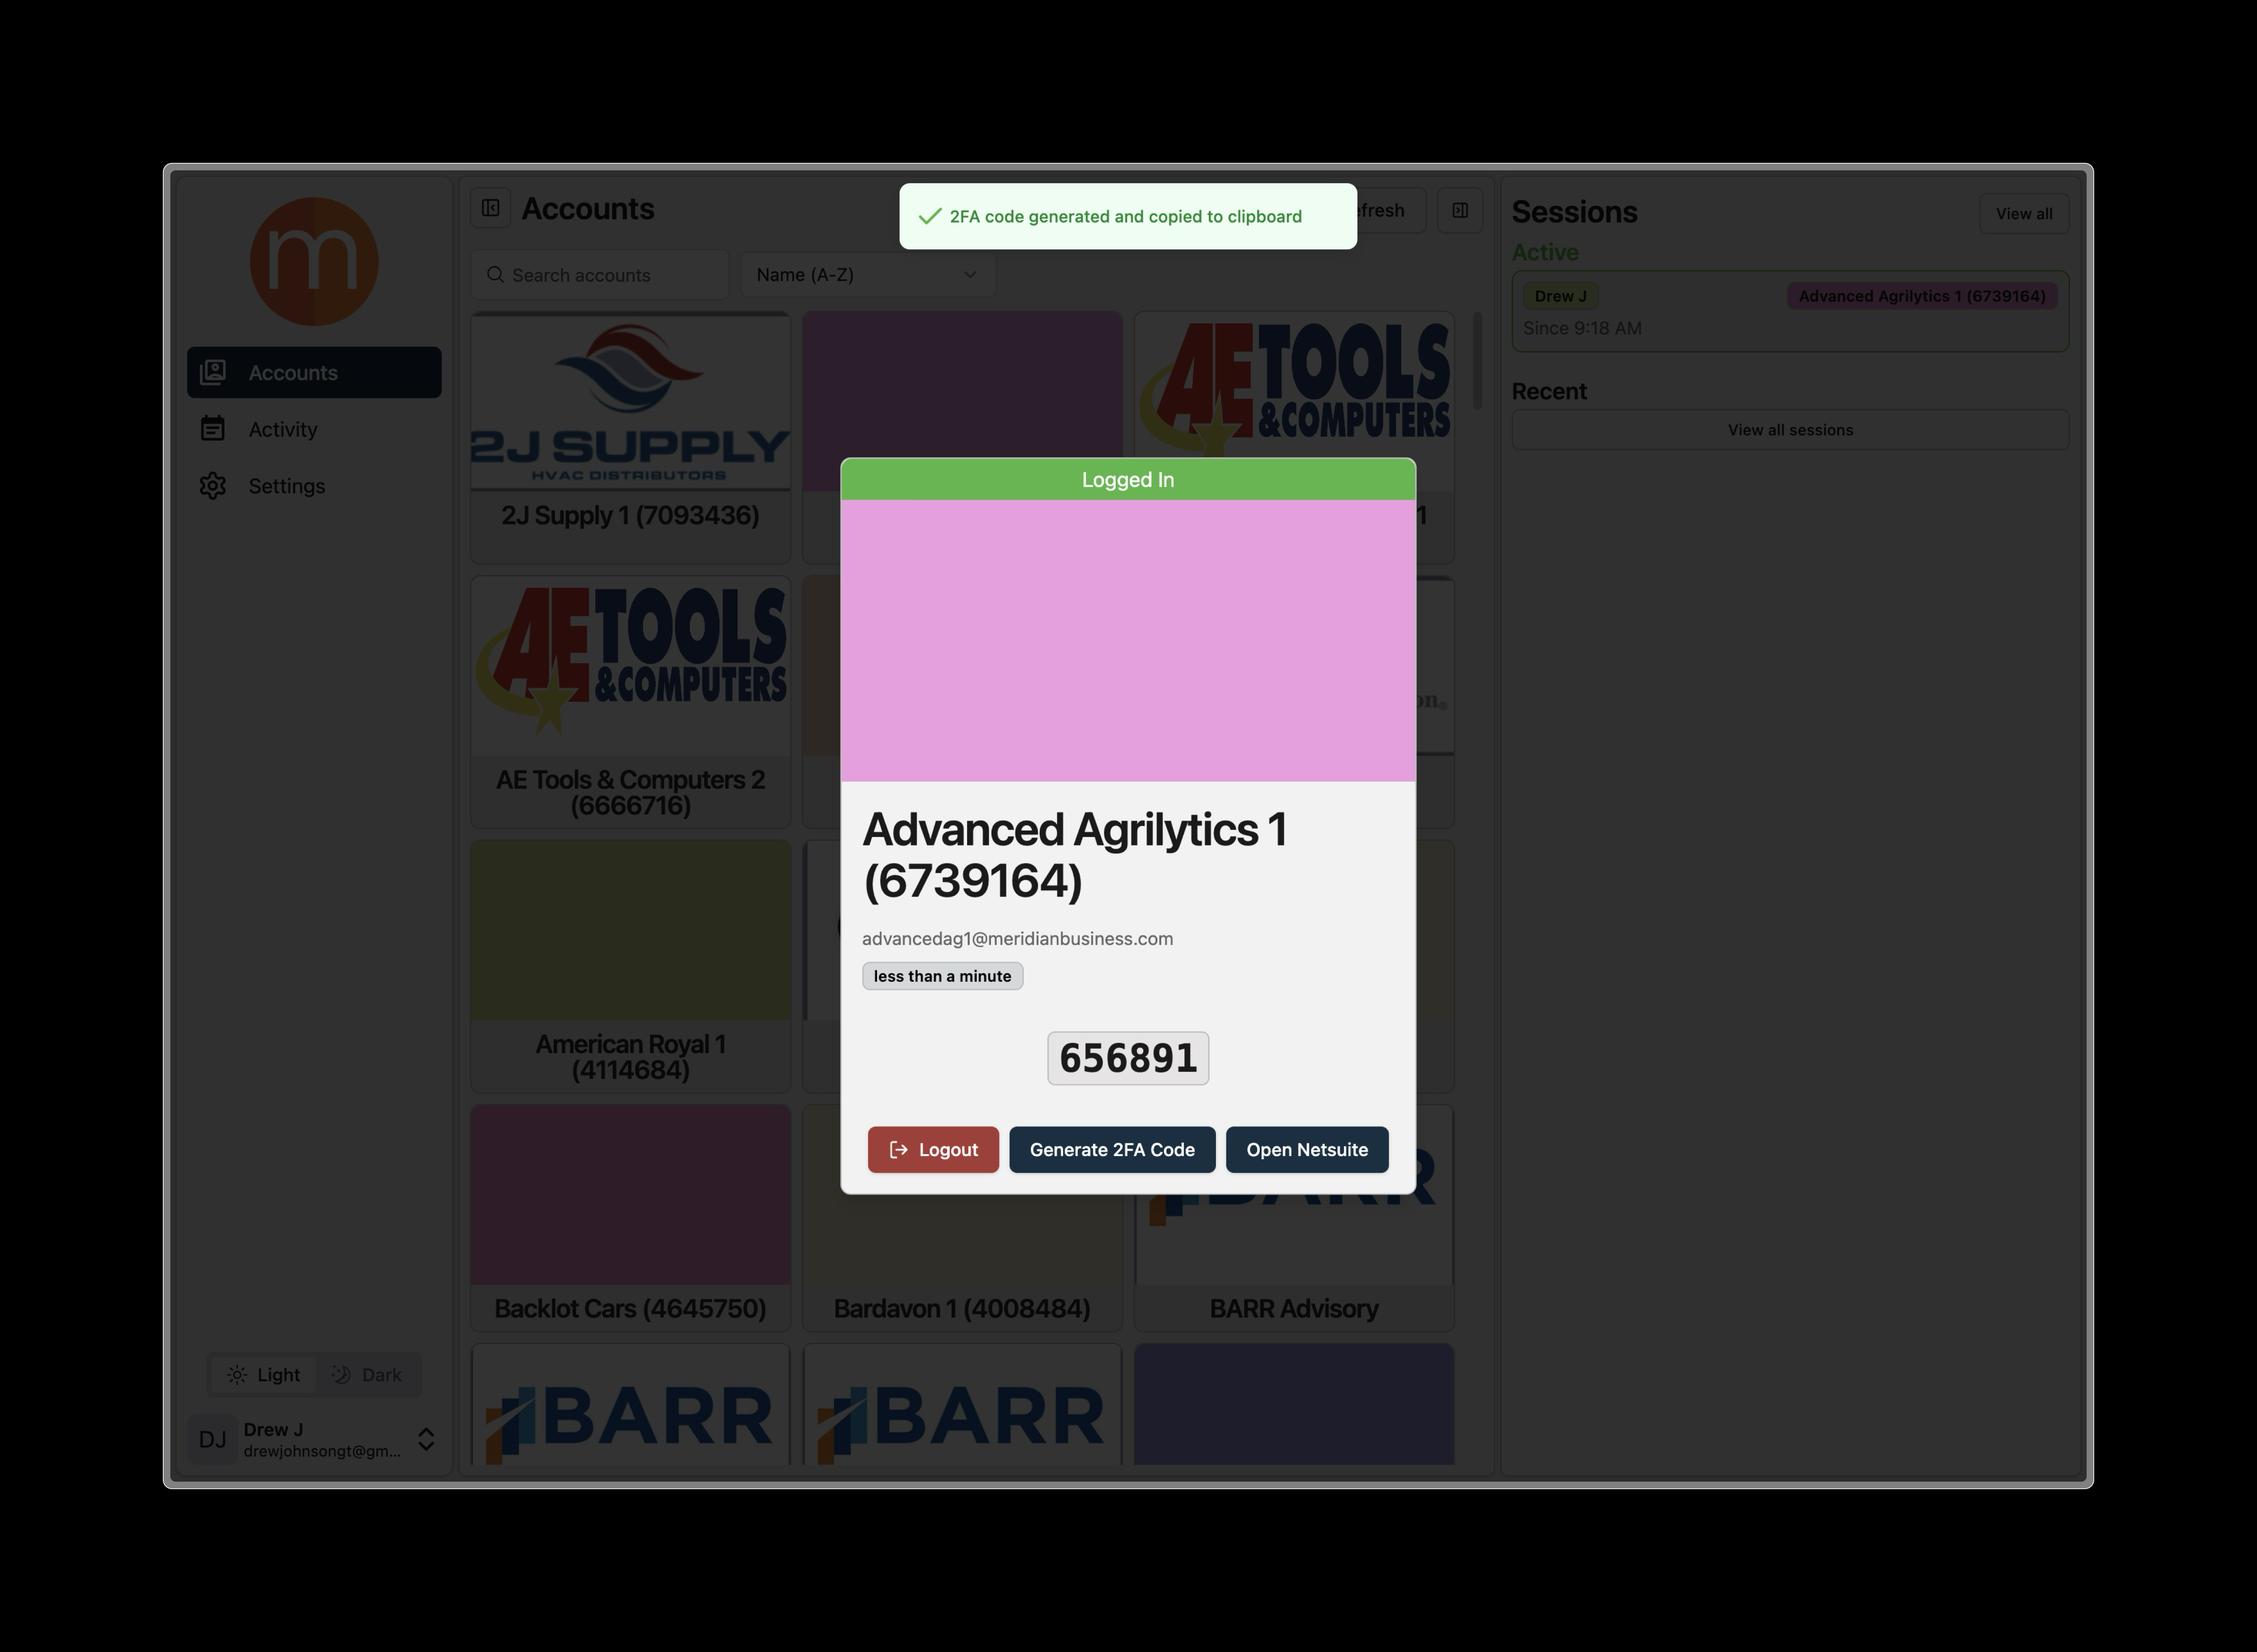 m
Accounts
Activity
Settings
Light
Dark
DJ
Drew J
drewjohnsongt@gm...
Accounts
2FA code generated and copied to clipboard
Search accounts
Name (A-Z)
2J SUPPLY
HVAC DISTRIBUTORS
2J Supply 1 (7093436)
AE TOOLS
& COMPUTERS
AE TOOLS
& COMPUTERS
AE Tools & Computers 2
(6666716)
American Royal 1
(4114684)
Backlot Cars (4645750)
Bardavon 1 (4008484)
BARR
BARR Advisory
BARR
BARR
Logged In
Advanced Agrilytics 1
(6739164)
advancedag1@meridianbusiness.com
less than a minute
656891
Logout
Generate 2FA Code
Open Netsuite
Sessions
View all
Active
Drew J
Advanced Agrilytics 1 (6739164)
Since 9:18 AM
Recent
View all sessions